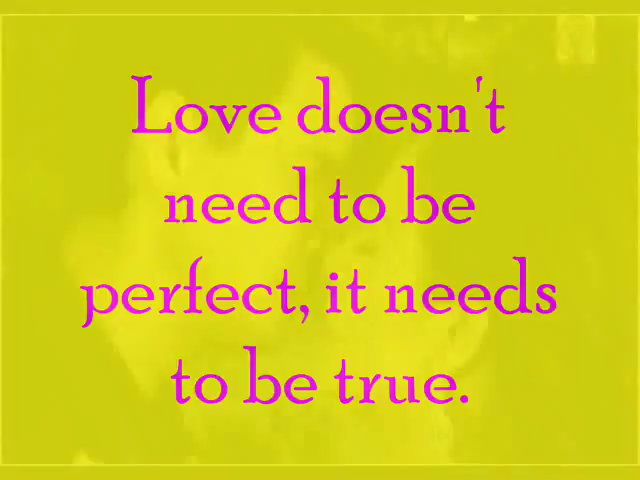 Love doesn't
need to be
perfect, it needs
to be true.